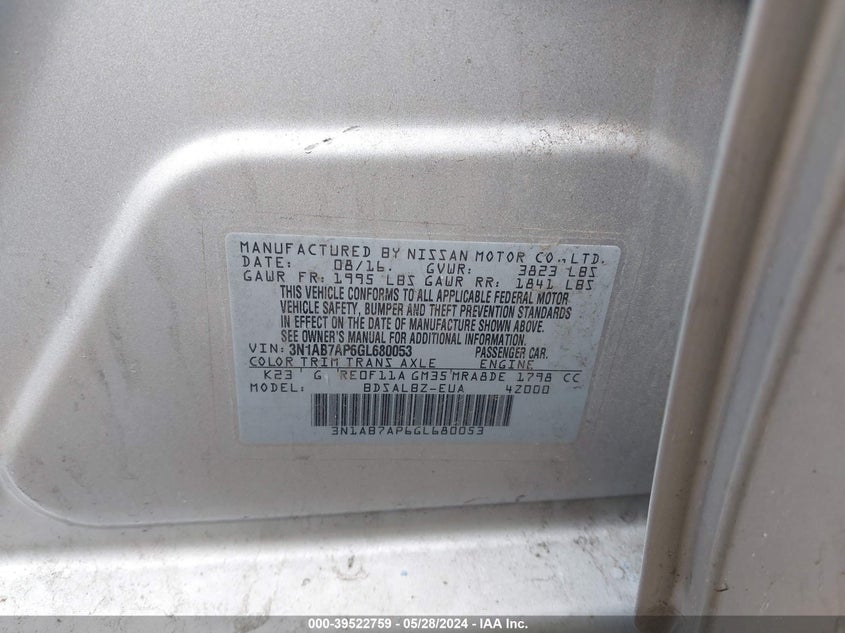 MANUFACTURED BY NISSAN MOTOR CO.,LTD.
DATE: 08/16. GVWR: 3823 LBS
GAWR FR: 1995 LBS GAWR RR: 1841 LBS
THIS VEHICLE CONFORMS TO ALL APPLICABLE FEDERAL MOTOR
VEHICLE SAFETY, BUMPER AND THEFT PREVENTION STANDARDS
IN EFFECT ON THE DATE OF MANUFACTURE SHOWN ABOVE.
SEE OWNER'S MANUAL FOR ADDITIONAL INFORMATION.
VIN: 3N1AB7AP6GL680053 PASSENGER CAR.
COLOR TRIM TRANS AXLE ENGINE
K23 G RE0F11A GM35 MRA8DE 1798 CC
MODEL: BDSALBZ-EUA 4Z000
3N1AB7AP6GL680053
000-39522759 - 05/28/2024 - IAA Inc.